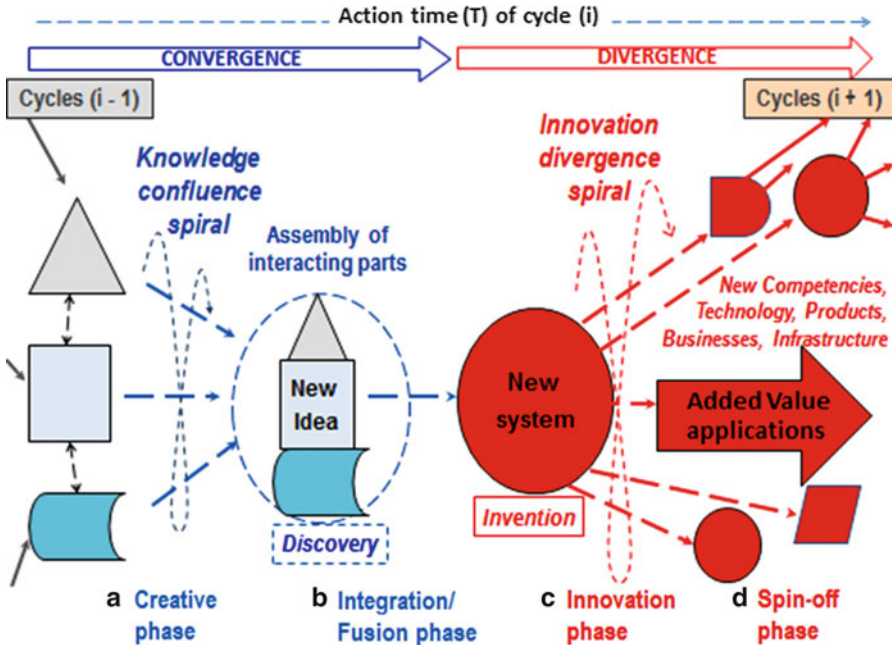 Action time (T) of cycle (i)
CONVERGENCE
DIVERGENCE
Cycles (i - 1)
Cycles (i + 1)
Knowledge
confluence
spiral
Innovation
divergence
spiral
Assembly of
interacting parts
New Competencies,
Technology, Products,
Businesses, Infrastructure
New
Idea
New
system
Added Value
applications
Discovery
Invention
a Creative
phase
b Integration/
Fusion phase
c Innovation
phase
d Spin-off
phase